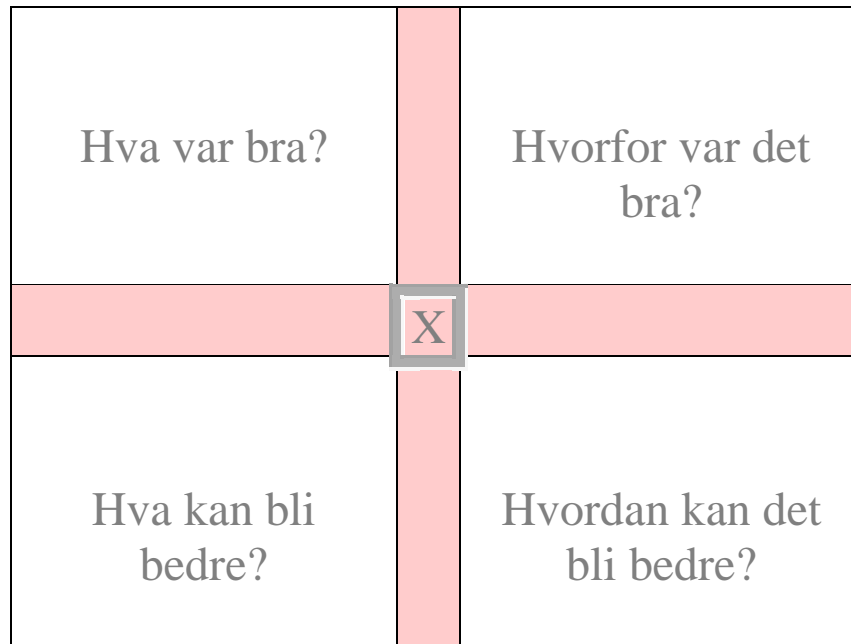 Hva var bra?
Hvorfor var det
bra?
X
Hva kan bli
bedre?
Hvordan kan det
bli bedre?